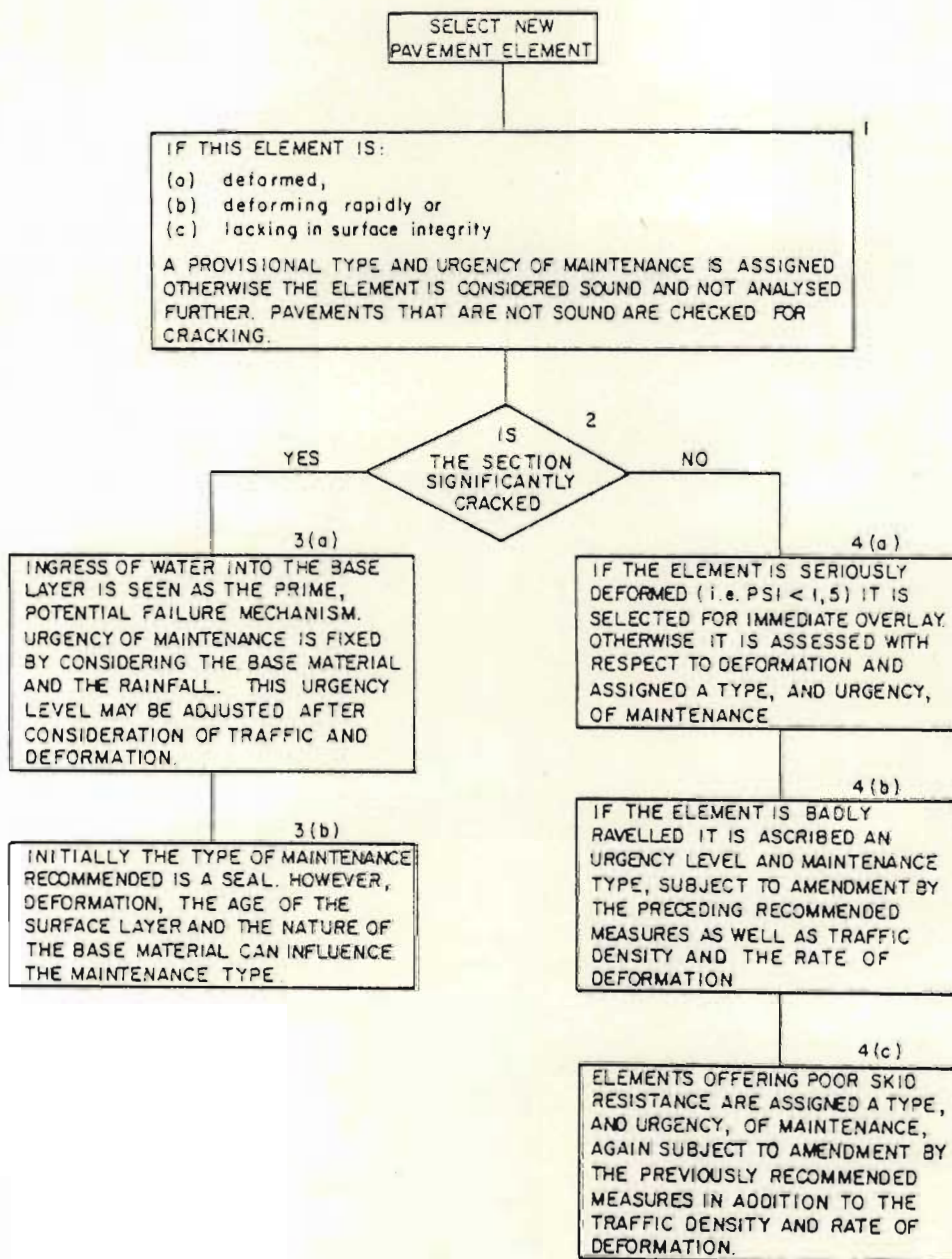 SELECT NEW
PAVEMENT ELEMENT
1
IF THIS ELEMENT IS:
(a) deformed,
(b) deforming rapidly or
(c) lacking in surface integrity
A PROVISIONAL TYPE AND URGENCY OF MAINTENANCE IS ASSIGNED
OTHERWISE THE ELEMENT IS CONSIDERED SOUND AND NOT ANALYSED
FURTHER. PAVEMENTS THAT ARE NOT SOUND ARE CHECKED FOR
CRACKING.
2
IS
THE SECTION
SIGNIFICANTLY
CRACKED
YES
NO
3(a)
INGRESS OF WATER INTO THE BASE
LAYER IS SEEN AS THE PRIME,
POTENTIAL FAILURE MECHANISM.
URGENCY OF MAINTENANCE IS FIXED
BY CONSIDERING THE BASE MATERIAL
AND THE RAINFALL. THIS URGENCY
LEVEL MAY BE ADJUSTED AFTER
CONSIDERATION OF TRAFFIC AND
DEFORMATION.
3(b)
INITIALLY THE TYPE OF MAINTENANCE
RECOMMENDED IS A SEAL. HOWEVER,
DEFORMATION, THE AGE OF THE
SURFACE LAYER AND THE NATURE OF
THE BASE MATERIAL CAN INFLUENCE
THE MAINTENANCE TYPE.
4(a)
IF THE ELEMENT IS SERIOUSLY
DEFORMED (i.e. PSI < 1,5) IT IS
SELECTED FOR IMMEDIATE OVERLAY.
OTHERWISE IT IS ASSESSED WITH
RESPECT TO DEFORMATION AND
ASSIGNED A TYPE, AND URGENCY,
OF MAINTENANCE
4(b)
IF THE ELEMENT IS BADLY
RAVELLED IT IS ASCRIBED AN
URGENCY LEVEL AND MAINTENANCE
TYPE, SUBJECT TO AMENDMENT BY
THE PRECEDING RECOMMENDED
MEASURES AS WELL AS TRAFFIC
DENSITY AND THE RATE OF
DEFORMATION
4(c)
ELEMENTS OFFERING POOR SKID
RESISTANCE ARE ASSIGNED A TYPE,
AND URGENCY, OF MAINTENANCE,
AGAIN SUBJECT TO AMENDMENT BY
THE PREVIOUSLY RECOMMENDED
MEASURES IN ADDITION TO THE
TRAFFIC DENSITY AND RATE OF
DEFORMATION.